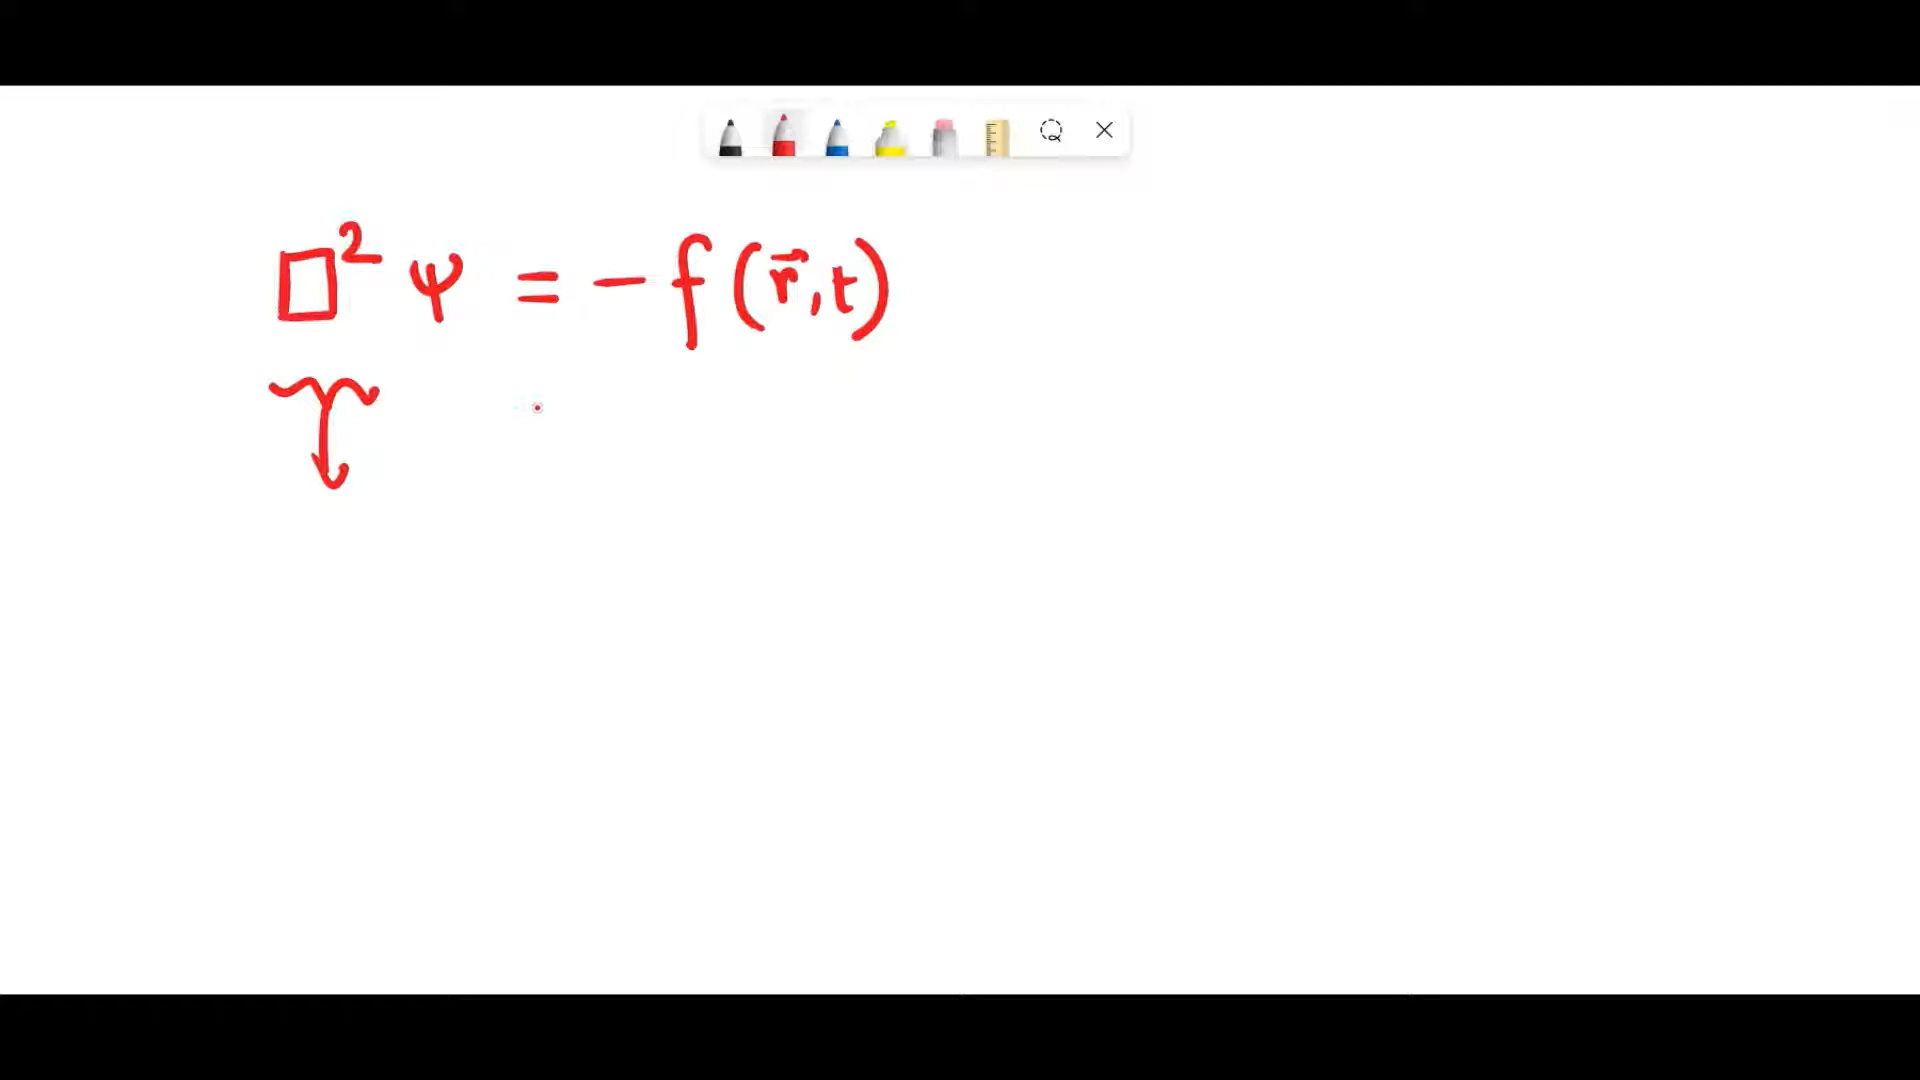 □² ψ = − f(r⃗, t)